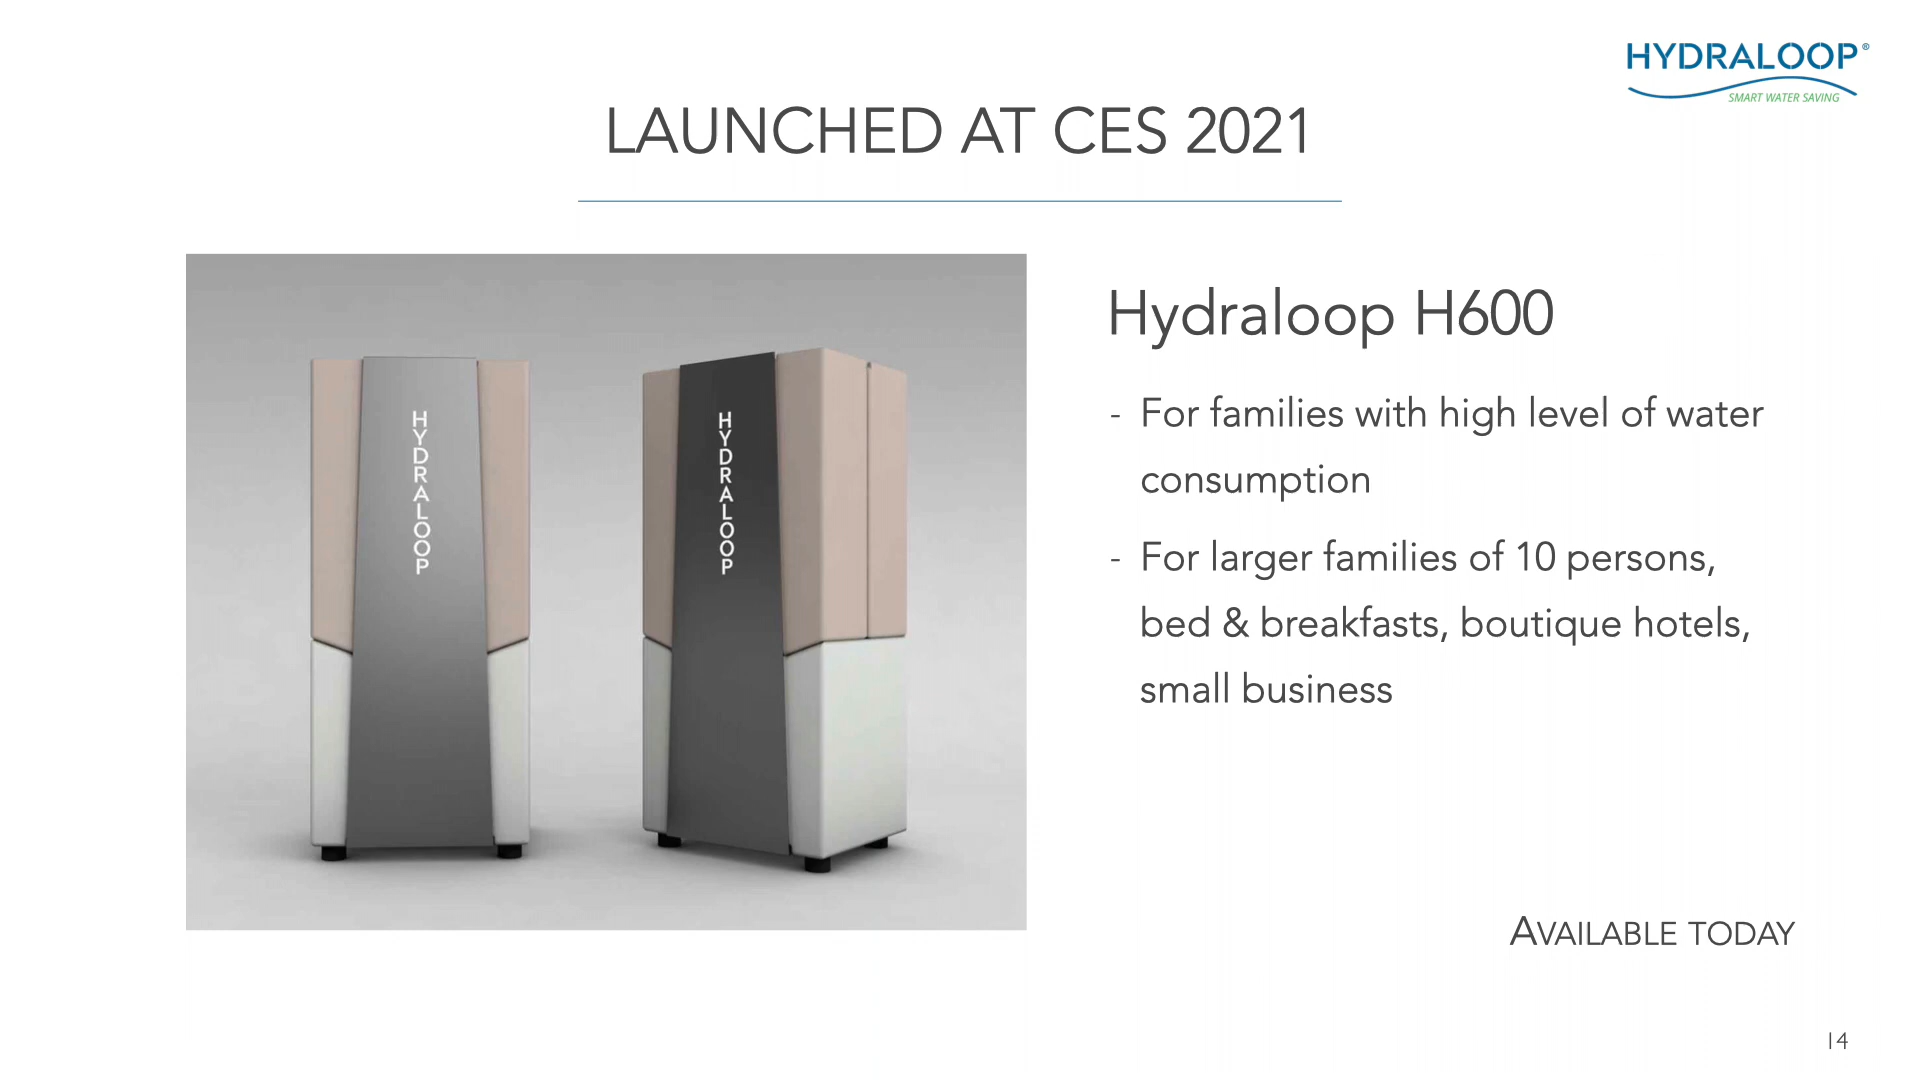 HYDRALOOP®
SMART WATER SAVING
LAUNCHED AT CES 2021
HYDRALOOP
HYDRALOOP
Hydraloop H600
- For families with high level of water
consumption
- For larger families of 10 persons,
bed & breakfasts, boutique hotels,
small business
AVAILABLE TODAY
14